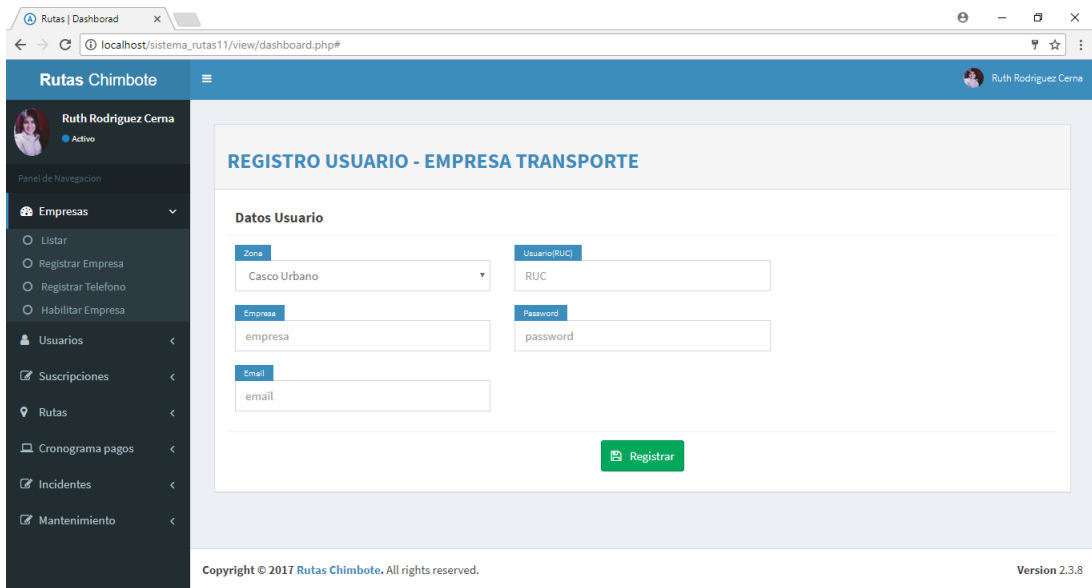 Rutas | Dashborad
localhost/sistema_rutas11/view/dashboard.php#
Rutas Chimbote
Ruth Rodriguez Cerna
Ruth Rodriguez Cerna
Activo
Panel de Navegacion
Empresas
Listar
Registrar Empresa
Registrar Telefono
Habilitar Empresa
Usuarios
Suscripciones
Rutas
Cronograma pagos
Incidentes
Mantenimiento
REGISTRO USUARIO - EMPRESA TRANSPORTE
Datos Usuario
Zona
Casco Urbano
Usuario(RUC)
RUC
Empresa
empresa
Password
password
Email
email
Registrar
Copyright © 2017 Rutas Chimbote. All rights reserved.
Version 2.3.8